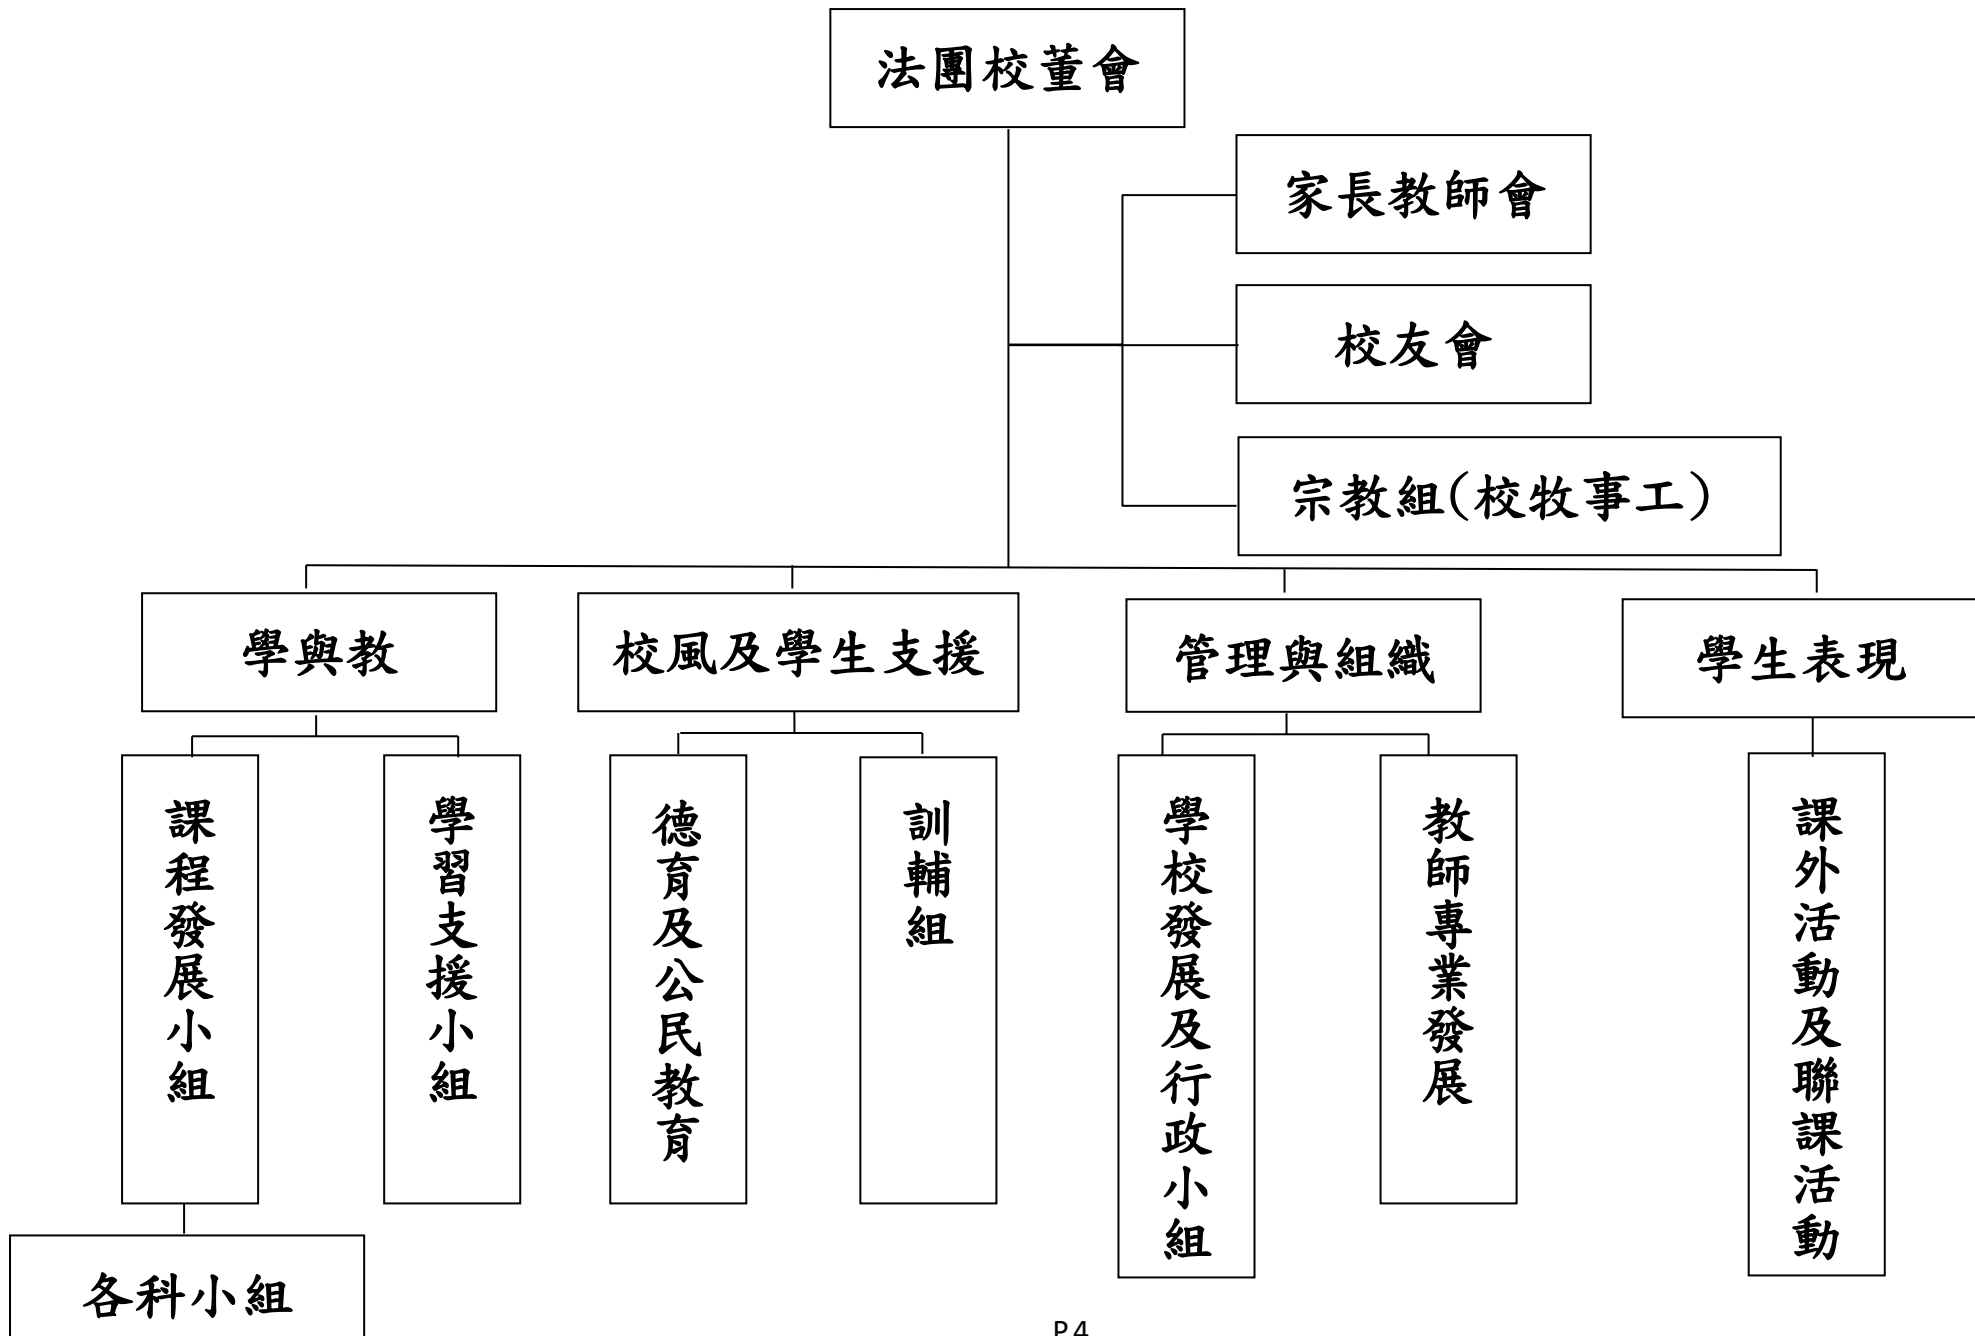 法團校董會
家長教師會
校友會
宗教組(校牧事工)
學與教
校風及學生支援
管理與組織
學生表現
課程發展小組
學習支援小組
德育及公民教育
訓輔組
學校發展及行政小組
教師專業發展
課外活動及聯課活動
各科小組
P.4